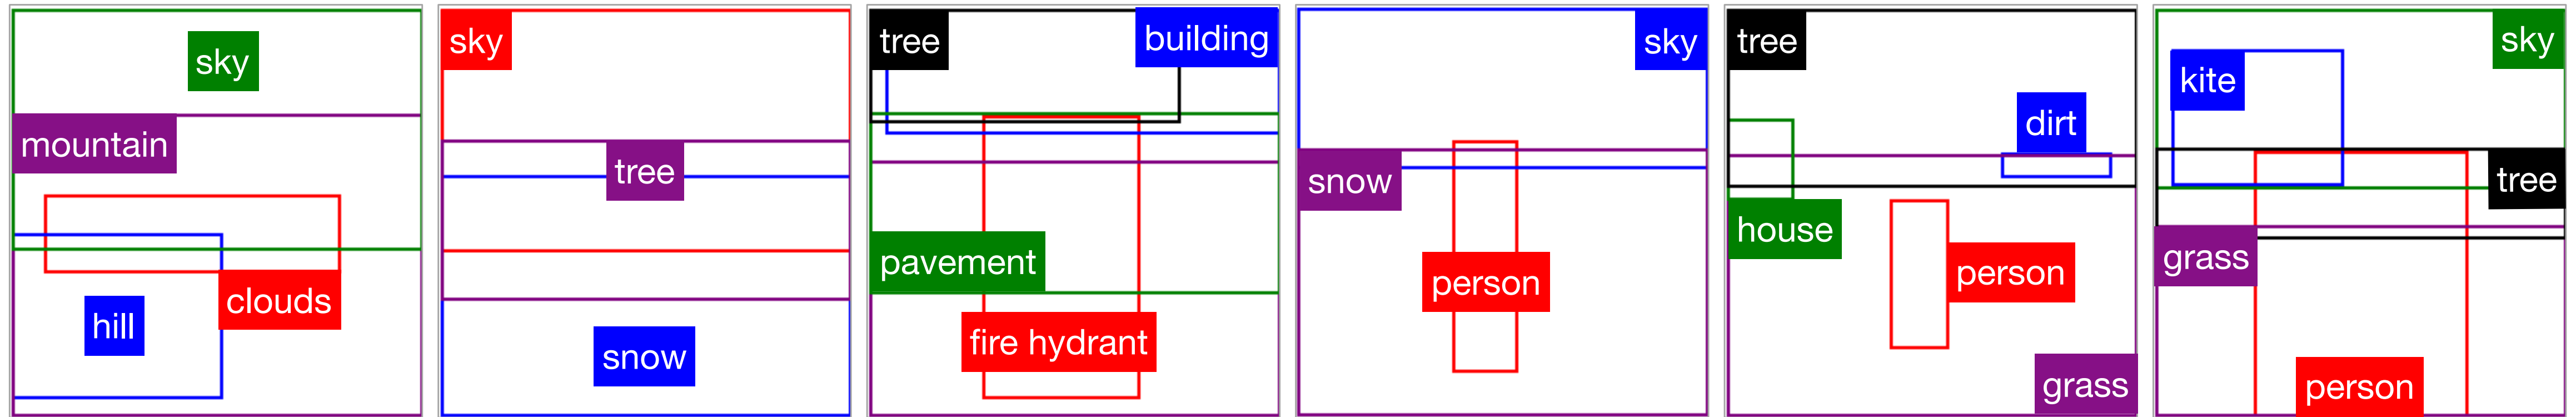 sky
mountain
clouds
hill
sky
tree
snow
tree
building
pavement
fire hydrant
sky
snow
person
tree
dirt
house
person
grass
sky
kite
tree
grass
person